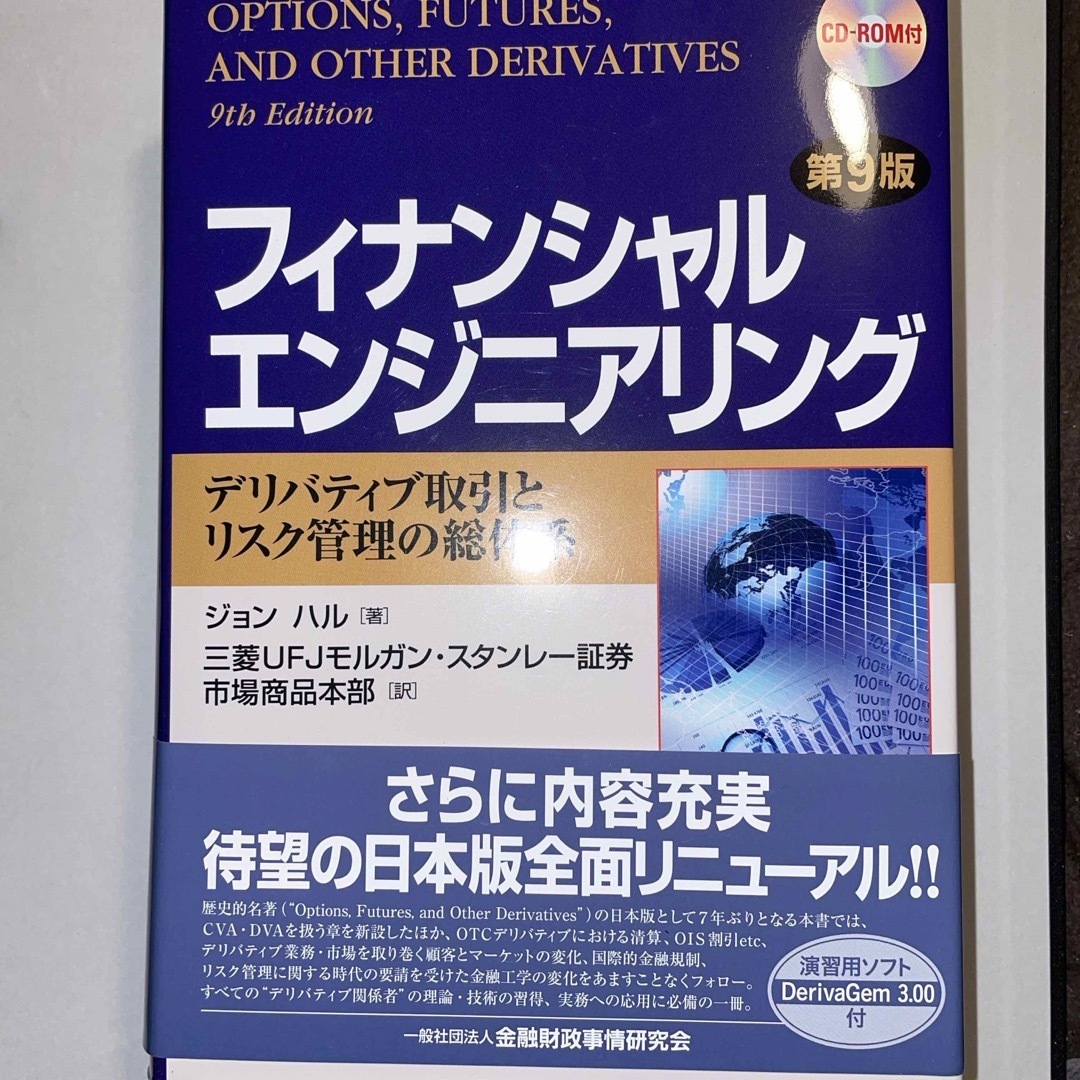 OPTIONS, FUTURES,
AND OTHER DERIVATIVES
9th Edition
CD-ROM付
第9版
フィナンシャル
エンジニアリング
デリバティブ取引と
リスク管理の総体系
ジョン ハル [著]
三菱UFJモルガン・スタンレー証券
市場商品本部 [訳]
さらに内容充実
待望の日本版全面リニューアル!!
歴史的名著(“Options, Futures, and Other Derivatives”)の日本版として7年ぶりとなる本書では、
CVA・DVAを扱う章を新設したほか、OTCデリバティブにおける清算、OIS割引etc、
デリバティブ業務・市場を取り巻く顧客とマーケットの変化、国際的金融規制、
リスク管理に関する時代の要請を受けた金融工学の変化をあますことなくフォロー。
すべての“デリバティブ関係者”の理論・技術の習得、実務への応用に必備の一冊。
演習用ソフト
DerivaGem 3.00
付
一般社団法人 金融財政事情研究会